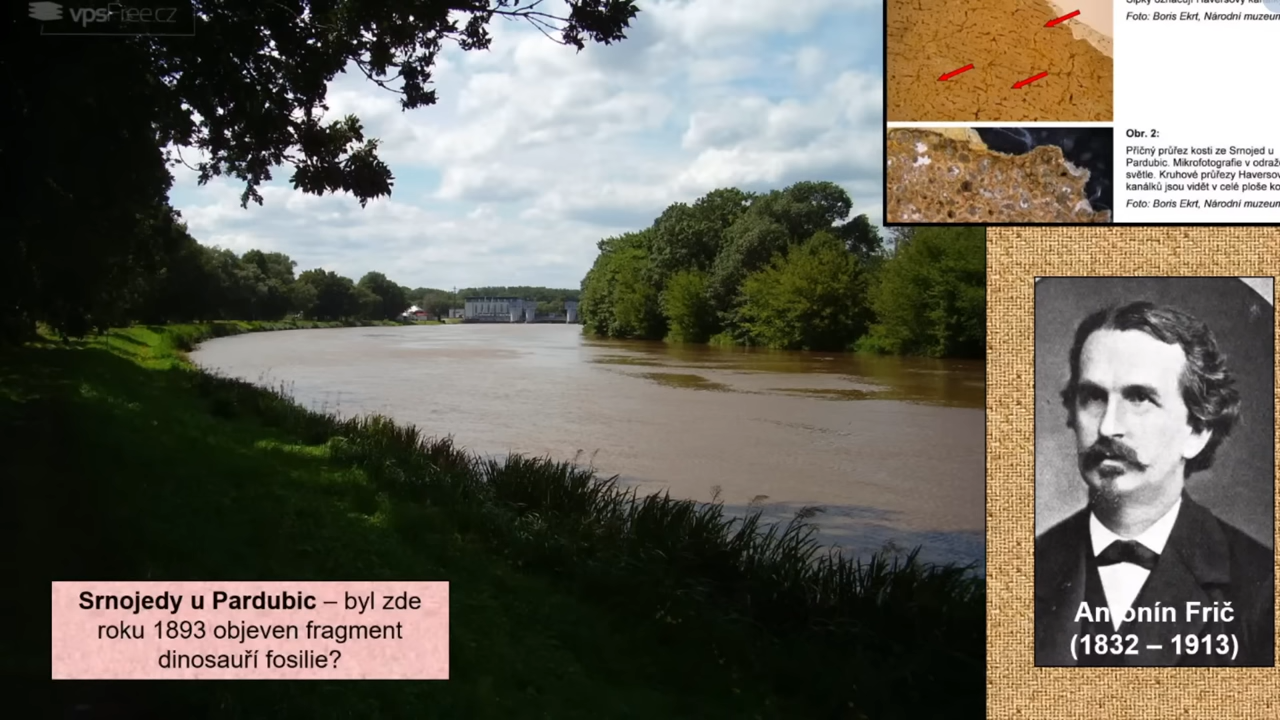 vpsFree.cz
Foto: Boris Ekrt, Národní muzeum
Obr. 2:
Příčný průřez kosti ze Srnojed u
Pardubic. Mikrofotografie v odraže
světle. Kruhové průřezy Haversov
kanálků jsou vidět v celé ploše ko
Foto: Boris Ekrt, Národní muzeum
Srnojedy u Pardubic – byl zde
roku 1893 objeven fragment
dinosauří fosilie?
Antonín Frič
(1832 – 1913)